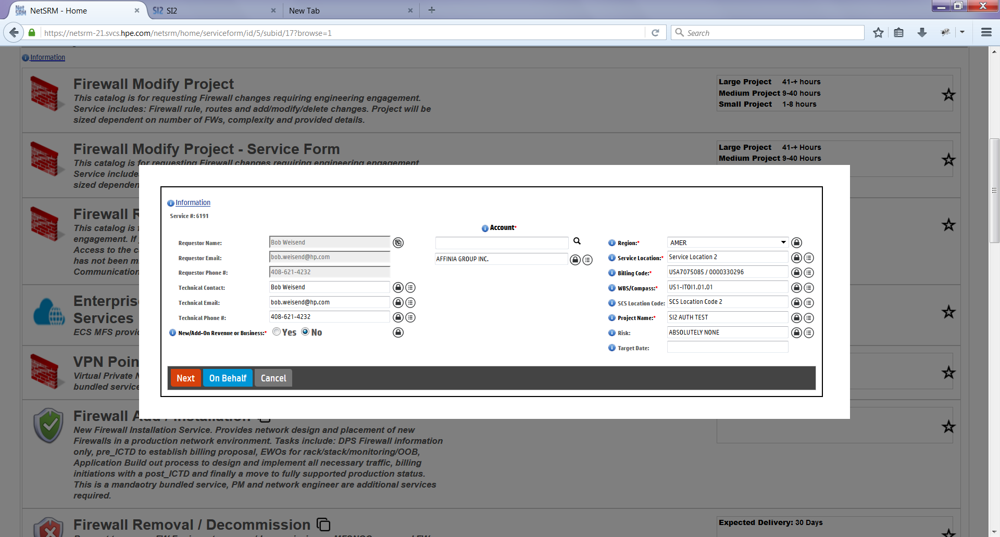 NetSRM - Home
SI2 SI2
New Tab
https://netsrm-21.svcs.hpe.com/netsrm/home/serviceform/id/5/subid/17?browse=1
Search
Information
Firewall Modify Project
This catalog is for requesting Firewall changes requiring engineering engagement.
Service includes: Firewall rule, routes and add/modify/delete changes. Project will be
sized dependent on number of FWs, complexity and provided details.
Large Project 41-+ hours
Medium Project 9-40 hours
Small Project 1-8 hours
Firewall Modify Project - Service Form
This catalog is for requesting Firewall changes requiring engineering engagement
Service
sized
Large Project 41-+ Hours
Medium Project 9-40 Hours
Firewall
This catalog is
engagement. If
Access to the
has not been
Communication
Enterprise
Services
ECS MFS
VPN
Virtual Private
bundled service
Information
Service #: 6191
Account*
Requestor Name: Bob Weisend
Requestor Email: bob.weisend@hp.com
Requestor Phone #: 408-621-4232
Technical Contact: Bob Weisend
Technical Email: bob.weisend@hp.com
Technical Phone #: 408-621-4232
New/Add-On Revenue or Business:* Yes No
AFFINIA GROUP INC.
Region:* AMER
Service Location:* Service Location 2
Billing Code:* USA7075085 / 0000330296
WBS/Compass:* US1-ITOI1.01.01
SCS Location Code: SCS Location Code 2
Project Name:* SI2 AUTH TEST
Risk: ABSOLUTELY NONE
Target Date:
Next On Behalf Cancel
Firewall Add / Installation
New Firewall Installation Service. Provides network design and placement of new
Firewalls in a production network environment. Tasks include: DPS Firewall information
only, pre_ICTD to establish billing proposal, EWOs for rack/stack/monitoring/OOB,
Application Build out process to design and implement all necessary traffic, billing
initiations with a post_ICTD and finally a move to fully supported production status.
This is a mandaotry bundled service, PM and network engineer are additional services
required.
Firewall Removal / Decommission
Expected Delivery: 30 Days